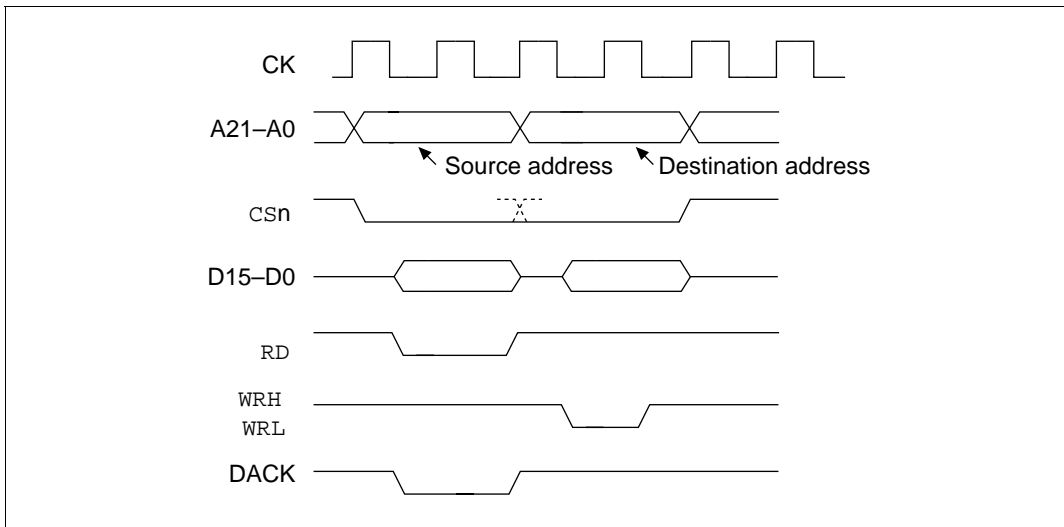 CK
A21–A0
Source address
Destination address
CSn
D15–D0
RD
WRH
WRL
DACK